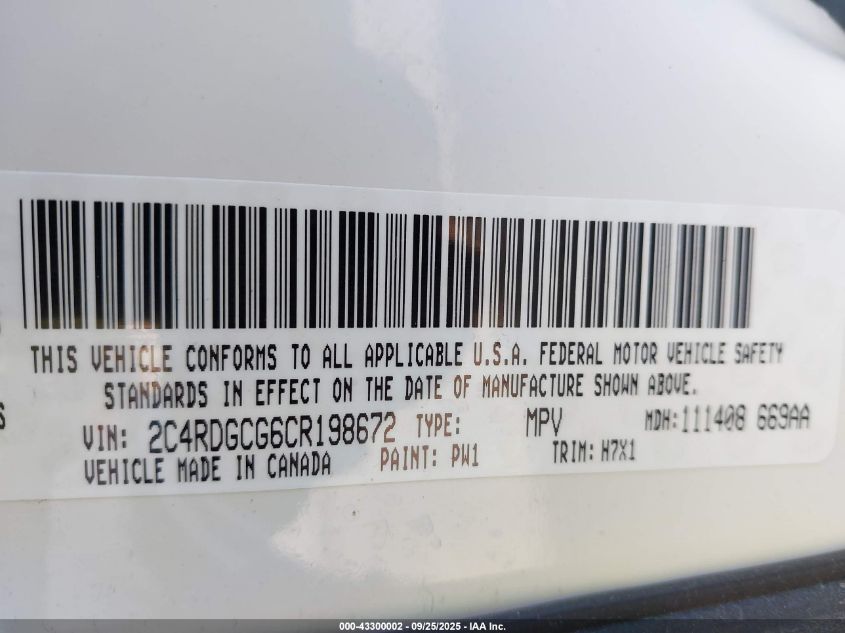 THIS VEHICLE CONFORMS TO ALL APPLICABLE U.S.A. FEDERAL MOTOR VEHICLE SAFETY
STANDARDS IN EFFECT ON THE DATE OF MANUFACTURE SHOWN ABOVE.
VIN: 2C4RDGCG6CR198672 TYPE: MPV MDH:111408 669AA
VEHICLE MADE IN CANADA PAINT: PW1 TRIM: H7X1
000-43300002 - 09/25/2025 - IAA Inc.